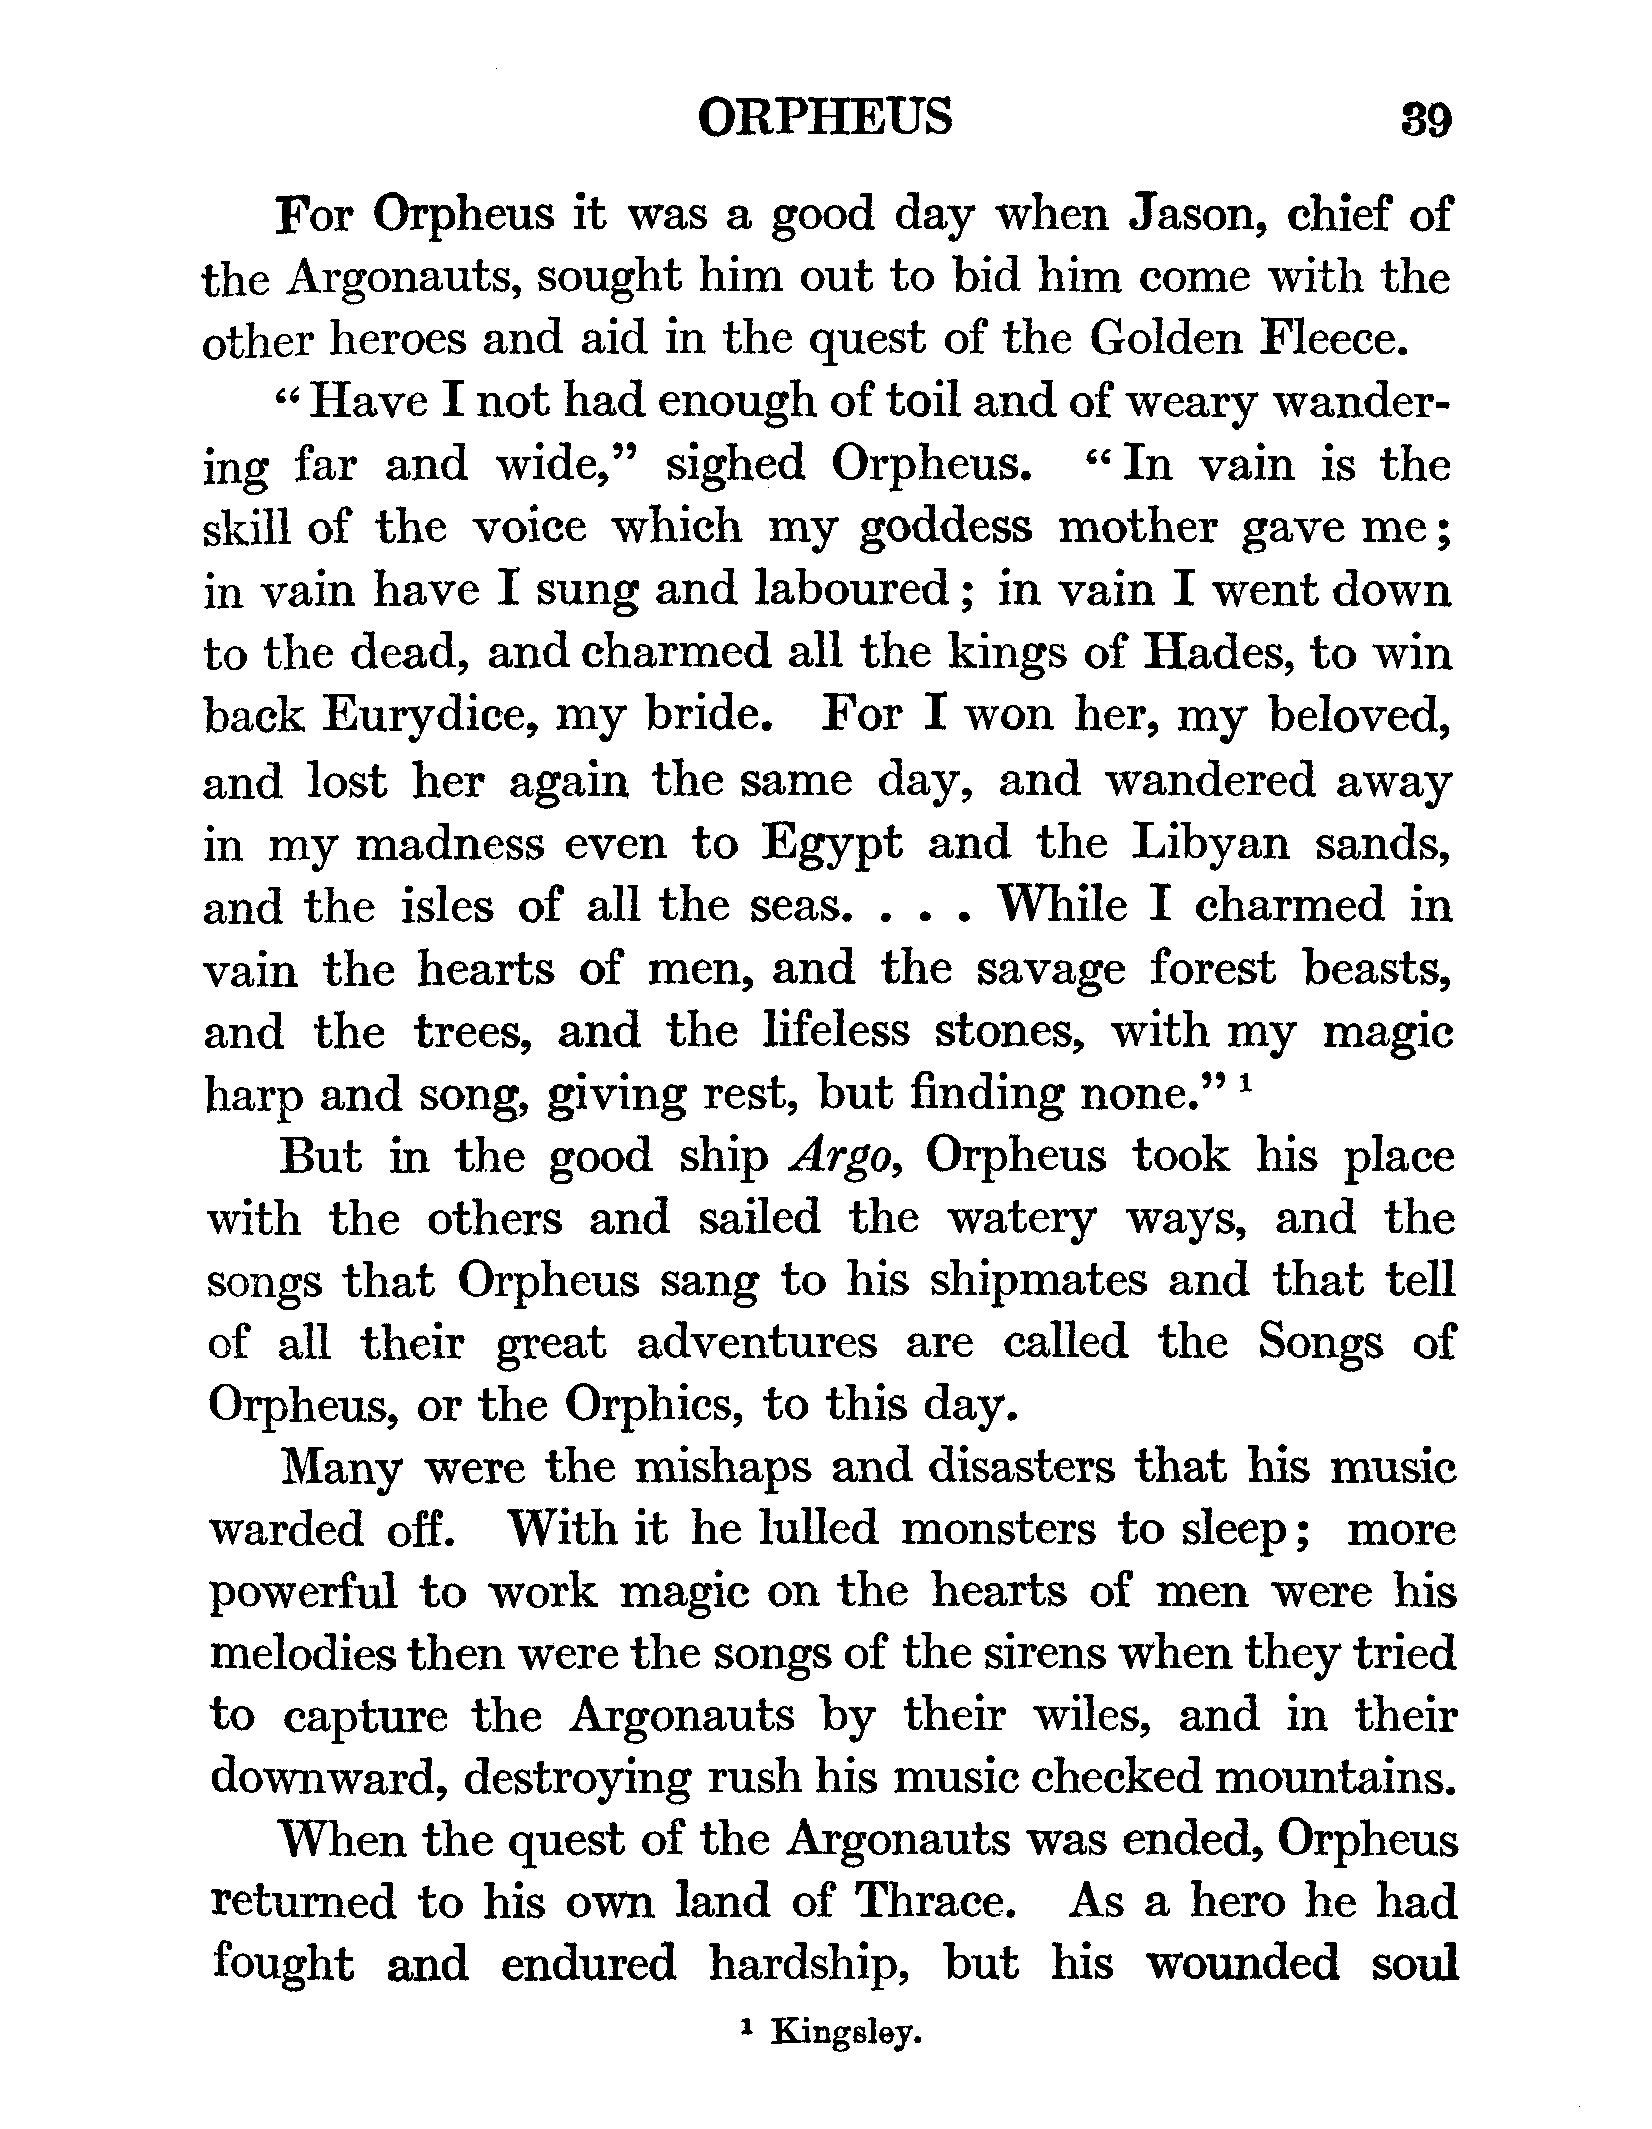 ORPHEUS 39
For Orpheus it was a good day when Jason, chief of
the Argonauts, sought him out to bid him come with the
other heroes and aid in the quest of the Golden Fleece.
“Have I not had enough of toil and of weary wander-
ing far and wide,” sighed Orpheus. “In vain is the
skill of the voice which my goddess mother gave me;
in vain have I sung and laboured; in vain I went down
to the dead, and charmed all the kings of Hades, to win
back Eurydice, my bride. For I won her, my beloved,
and lost her again the same day, and wandered away
in my madness even to Egypt and the Libyan sands,
and the isles of all the seas. . . . While I charmed in
vain the hearts of men, and the savage forest beasts,
and the trees, and the lifeless stones, with my magic
harp and song, giving rest, but finding none.” ¹
But in the good ship Argo, Orpheus took his place
with the others and sailed the watery ways, and the
songs that Orpheus sang to his shipmates and that tell
of all their great adventures are called the Songs of
Orpheus, or the Orphics, to this day.
Many were the mishaps and disasters that his music
warded off. With it he lulled monsters to sleep; more
powerful to work magic on the hearts of men were his
melodies then were the songs of the sirens when they tried
to capture the Argonauts by their wiles, and in their
downward, destroying rush his music checked mountains.
When the quest of the Argonauts was ended, Orpheus
returned to his own land of Thrace. As a hero he had
fought and endured hardship, but his wounded soul
¹ Kingsley.